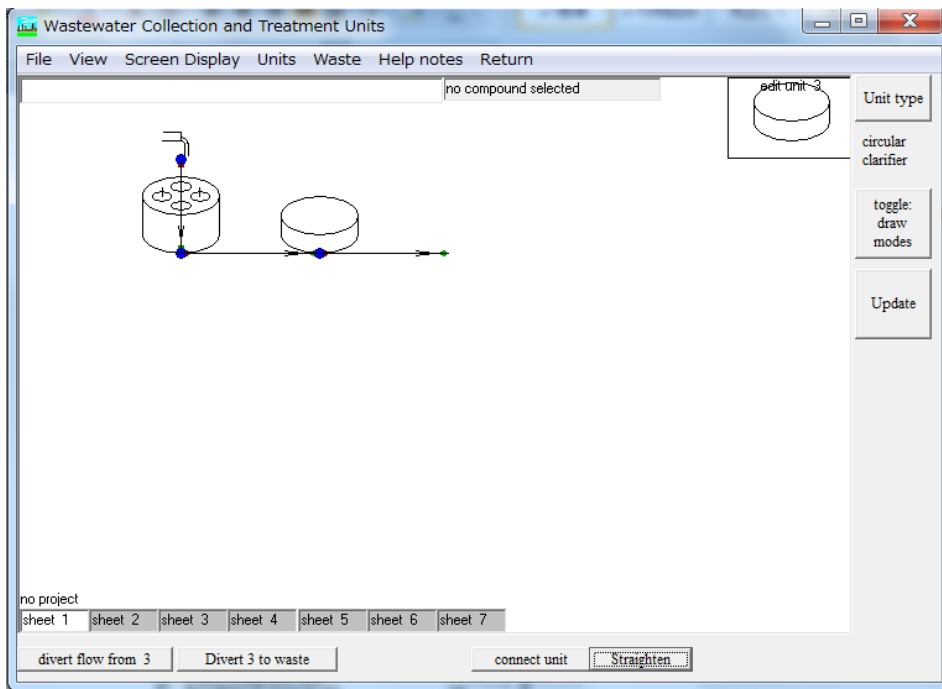 Wastewater Collection and Treatment Units
File View Screen Display Units Waste Help notes Return
no compound selected
edit unit-3
Unit type
circular
clarifier
toggle:
draw
modes
Update
no project
sheet 1 sheet 2 sheet 3 sheet 4 sheet 5 sheet 6 sheet 7
divert flow from 3 Divert 3 to waste connect unit Straighten